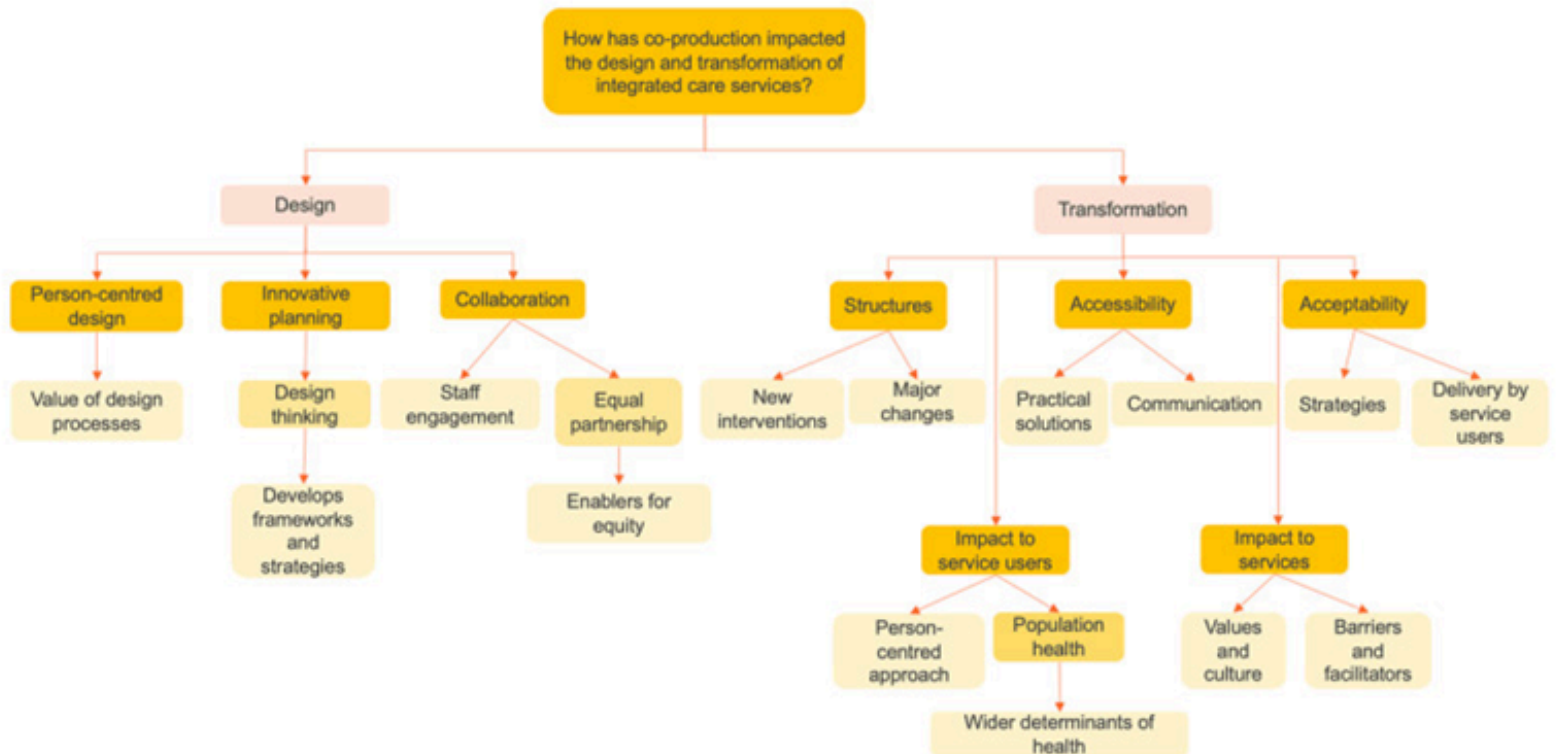 How has co-production impacted
the design and transformation of
integrated care services?
Design
Transformation
Person-centred
design
Innovative
planning
Collaboration
Structures
Accessibility
Acceptability
Value of design
processes
Design
thinking
Staff
engagement
Equal
partnership
New
interventions
Major
changes
Practical
solutions
Communication
Strategies
Delivery by
service
users
Develops
frameworks
and
strategies
Enablers for
equity
Impact to
service users
Impact to
services
Person-
centred
approach
Population
health
Values
and
culture
Barriers
and
facilitators
Wider determinants of
health